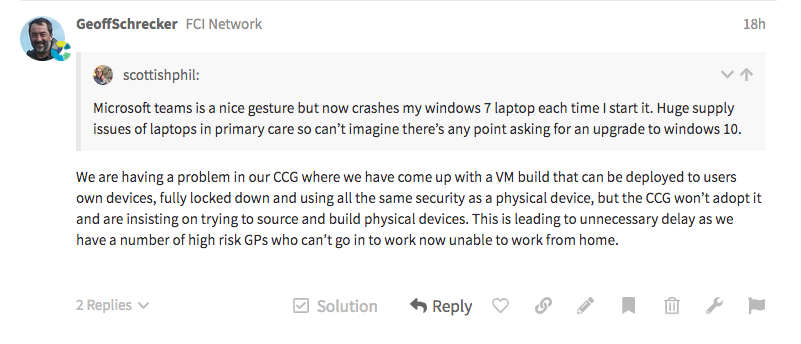 GeoffSchrecker FCI Network 18h
scottishphil:
Microsoft teams is a nice gesture but now crashes my windows 7 laptop each time I start it. Huge supply
issues of laptops in primary care so can't imagine there's any point asking for an upgrade to windows 10.
We are having a problem in our CCG where we have come up with a VM build that can be deployed to users
own devices, fully locked down and using all the same security as a physical device, but the CCG won't adopt it
and are insisting on trying to source and build physical devices. This is leading to unnecessary delay as we
have a number of high risk GPs who can't go in to work now unable to work from home.
2 Replies Solution Reply